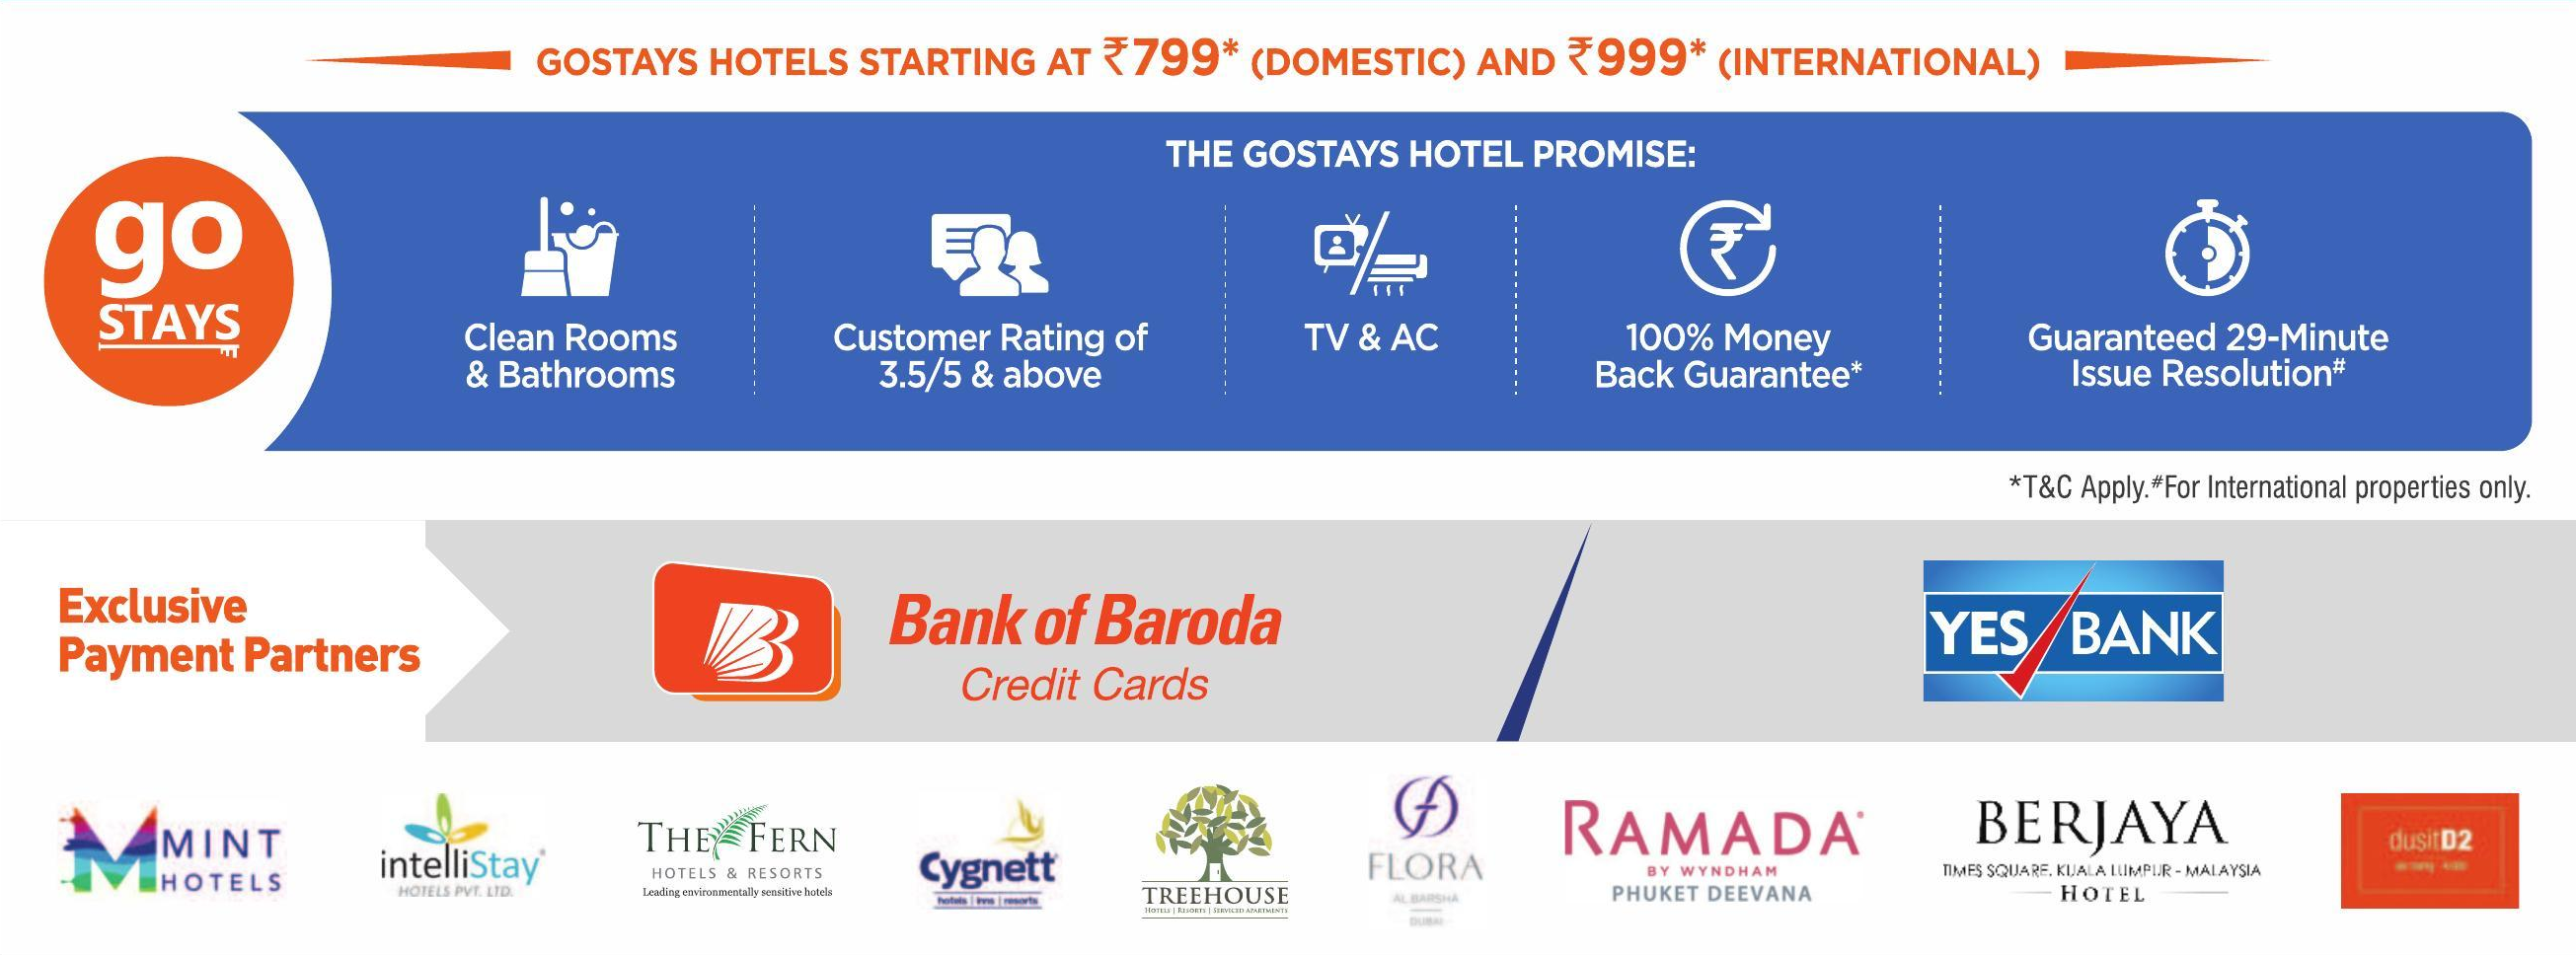 GOSTAYS HOTELS STARTING AT ₹799* (DOMESTIC) AND ₹999* (INTERNATIONAL)
THE GOSTAYS HOTEL PROMISE:
go
STAYS
Clean Rooms
& Bathrooms
Customer Rating of
3.5/5 & above
TV & AC
100% Money
Back Guarantee*
Guaranteed 29-Minute
Issue Resolution#
*T&C Apply.#For International properties only.
Exclusive
Payment Partners
Bank of Baroda
Credit Cards
YES BANK
MINT
HOTELS
intelliStay
HOTELS PVT. LTD.
THE FERN
HOTELS & RESORTS
Leading environmentally sensitive hotels
Cygnett
hotels | inns | resorts
TREEHOUSE
HOTELS | RESORTS | SERVICED APARTMENTS
FLORA
AL BARSHA
DUBAI
RAMADA
BY WYNDHAM
PHUKET DEEVANA
BERJAYA
TIMES SQUARE, KUALA LUMPUR - MALAYSIA
HOTEL
dusitD2